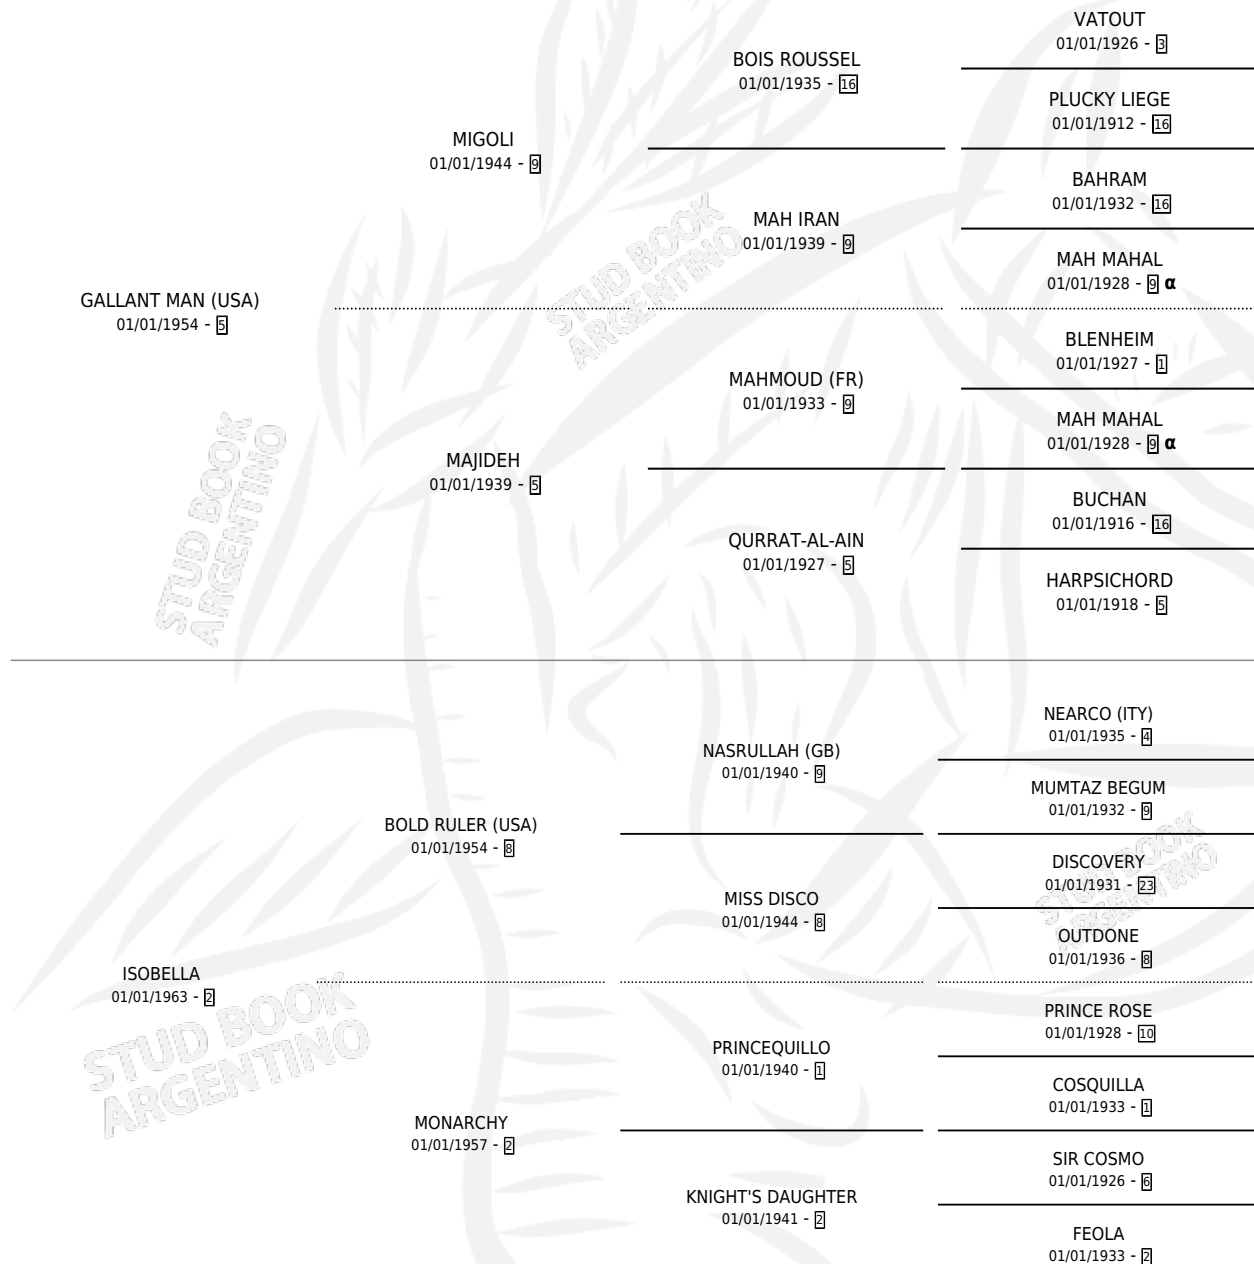 VATOUT
01/01/1926 - 3
BOIS ROUSSEL
01/01/1935 - 16
PLUCKY LIEGE
01/01/1912 - 16
MIGOLI
01/01/1944 - 9
BAHRAM
01/01/1932 - 16
MAH IRAN
01/01/1939 - 9
MAH MAHAL
01/01/1928 - 9 α
GALLANT MAN (USA)
01/01/1954 - 5
STUD BOOK
ARGENTINO
BLENHEIM
01/01/1927 - 1
MAHMOUD (FR)
01/01/1933 - 9
MAH MAHAL
01/01/1928 - 9 α
MAJIDEH
01/01/1939 - 5
STUD BOOK
ARGENTINO
BUCHAN
01/01/1916 - 16
QURRAT-AL-AIN
01/01/1927 - 5
HARPSICHORD
01/01/1918 - 5
NEARCO (ITY)
01/01/1935 - 4
NASRULLAH (GB)
01/01/1940 - 9
MUMTAZ BEGUM
01/01/1932 - 9
BOLD RULER (USA)
01/01/1954 - 8
DISCOVERY
01/01/1931 - 23
STUD BOOK
ARGENTINO
MISS DISCO
01/01/1944 - 8
OUTDONE
01/01/1936 - 8
ISOBELLA
01/01/1963 - 2
STUD BOOK
ARGENTINO
PRINCE ROSE
01/01/1928 - 10
PRINCEQUILLO
01/01/1940 - 1
COSQUILLA
01/01/1933 - 1
MONARCHY
01/01/1957 - 2
SIR COSMO
01/01/1926 - 6
KNIGHT'S DAUGHTER
01/01/1941 - 2
FEOLA
01/01/1933 - 2